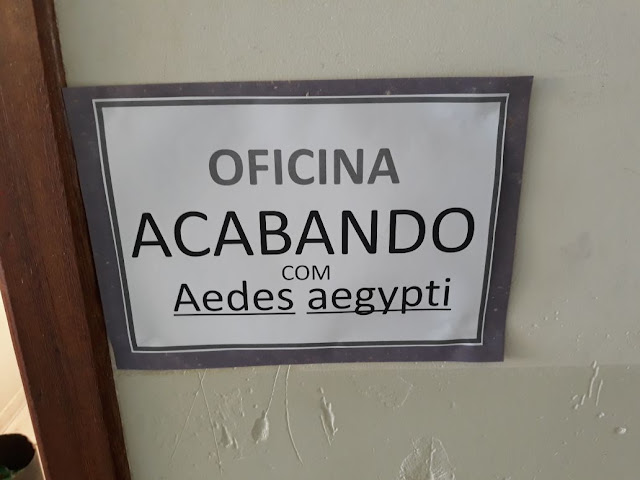 OFICINA
ACABANDO
COM
Aedes aegypti